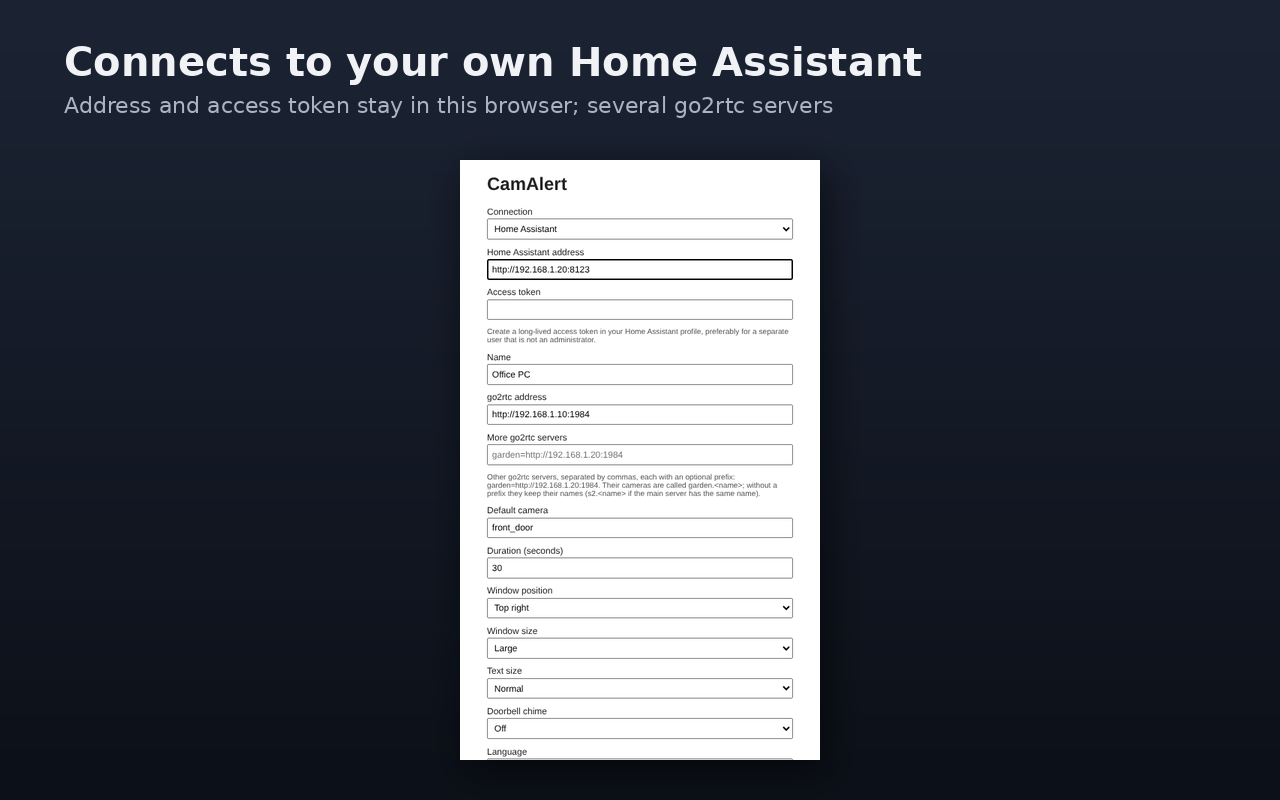 Connects to your own Home Assistant
Address and access token stay in this browser; several go2rtc servers
CamAlert
Connection
Home Assistant
Home Assistant address
http://192.168.1.20:8123
Access token
Create a long-lived access token in your Home Assistant profile, preferably for a separate
user that is not an administrator.
Name
Office PC
go2rtc address
http://192.168.1.10:1984
More go2rtc servers
garden=http://192.168.1.20:1984
Other go2rtc servers, separated by commas, each with an optional prefix:
garden=http://192.168.1.20:1984. Their cameras are called garden.<name>; without a
prefix they keep their names (s2.<name> if the main server has the same name).
Default camera
front_door
Duration (seconds)
30
Window position
Top right
Window size
Large
Text size
Normal
Doorbell chime
Off
Language